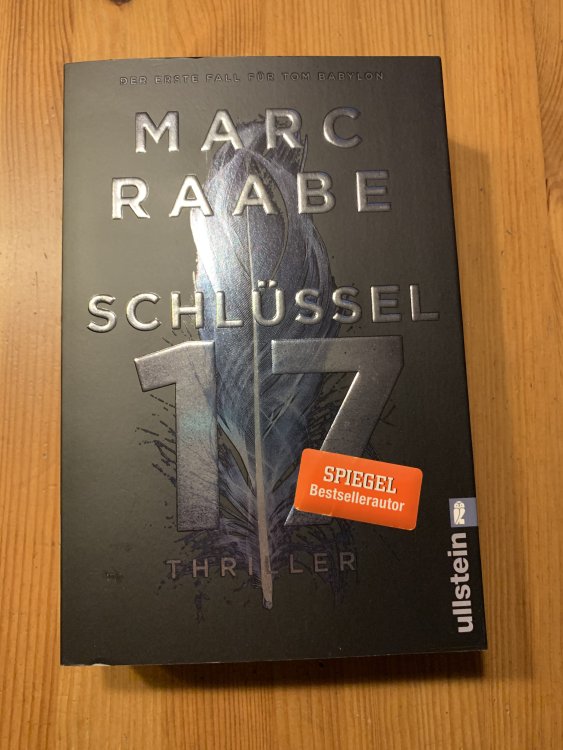 DER ERSTE FALL FÜR TOM BABYLON
MARC
RAABE
SCHLÜSSEL
17
SPIEGEL
Bestsellerautor
THRILLER
ullstein